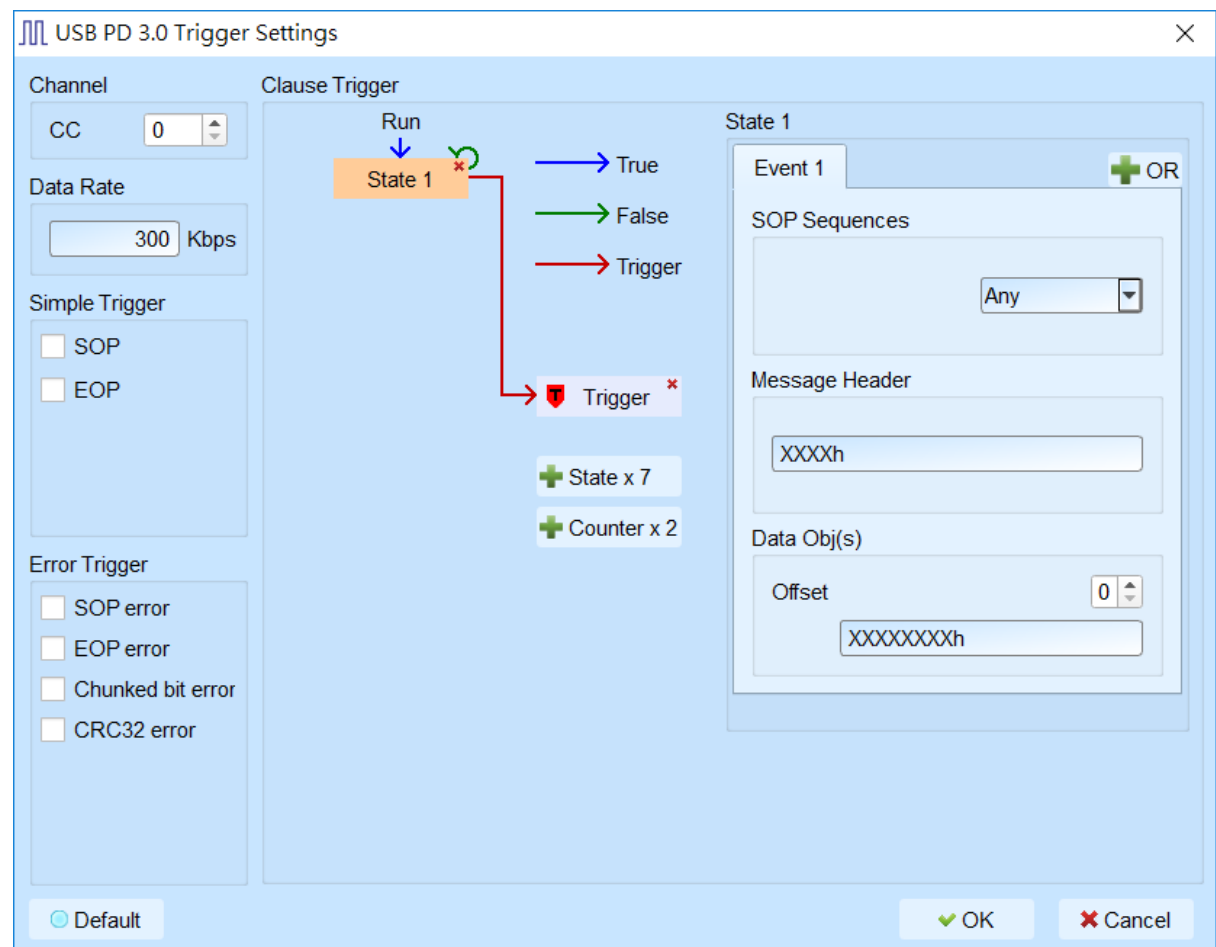 USB PD 3.0 Trigger Settings
Channel
CC 0
Data Rate
300 Kbps
Simple Trigger
SOP
EOP
Error Trigger
SOP error
EOP error
Chunked bit error
CRC32 error
Clause Trigger
Run
State 1
True
False
Trigger
T Trigger
State x 7
Counter x 2
State 1
Event 1
OR
SOP Sequences
Any
Message Header
XXXXh
Data Obj(s)
Offset 0
XXXXXXXXh
Default
OK
Cancel